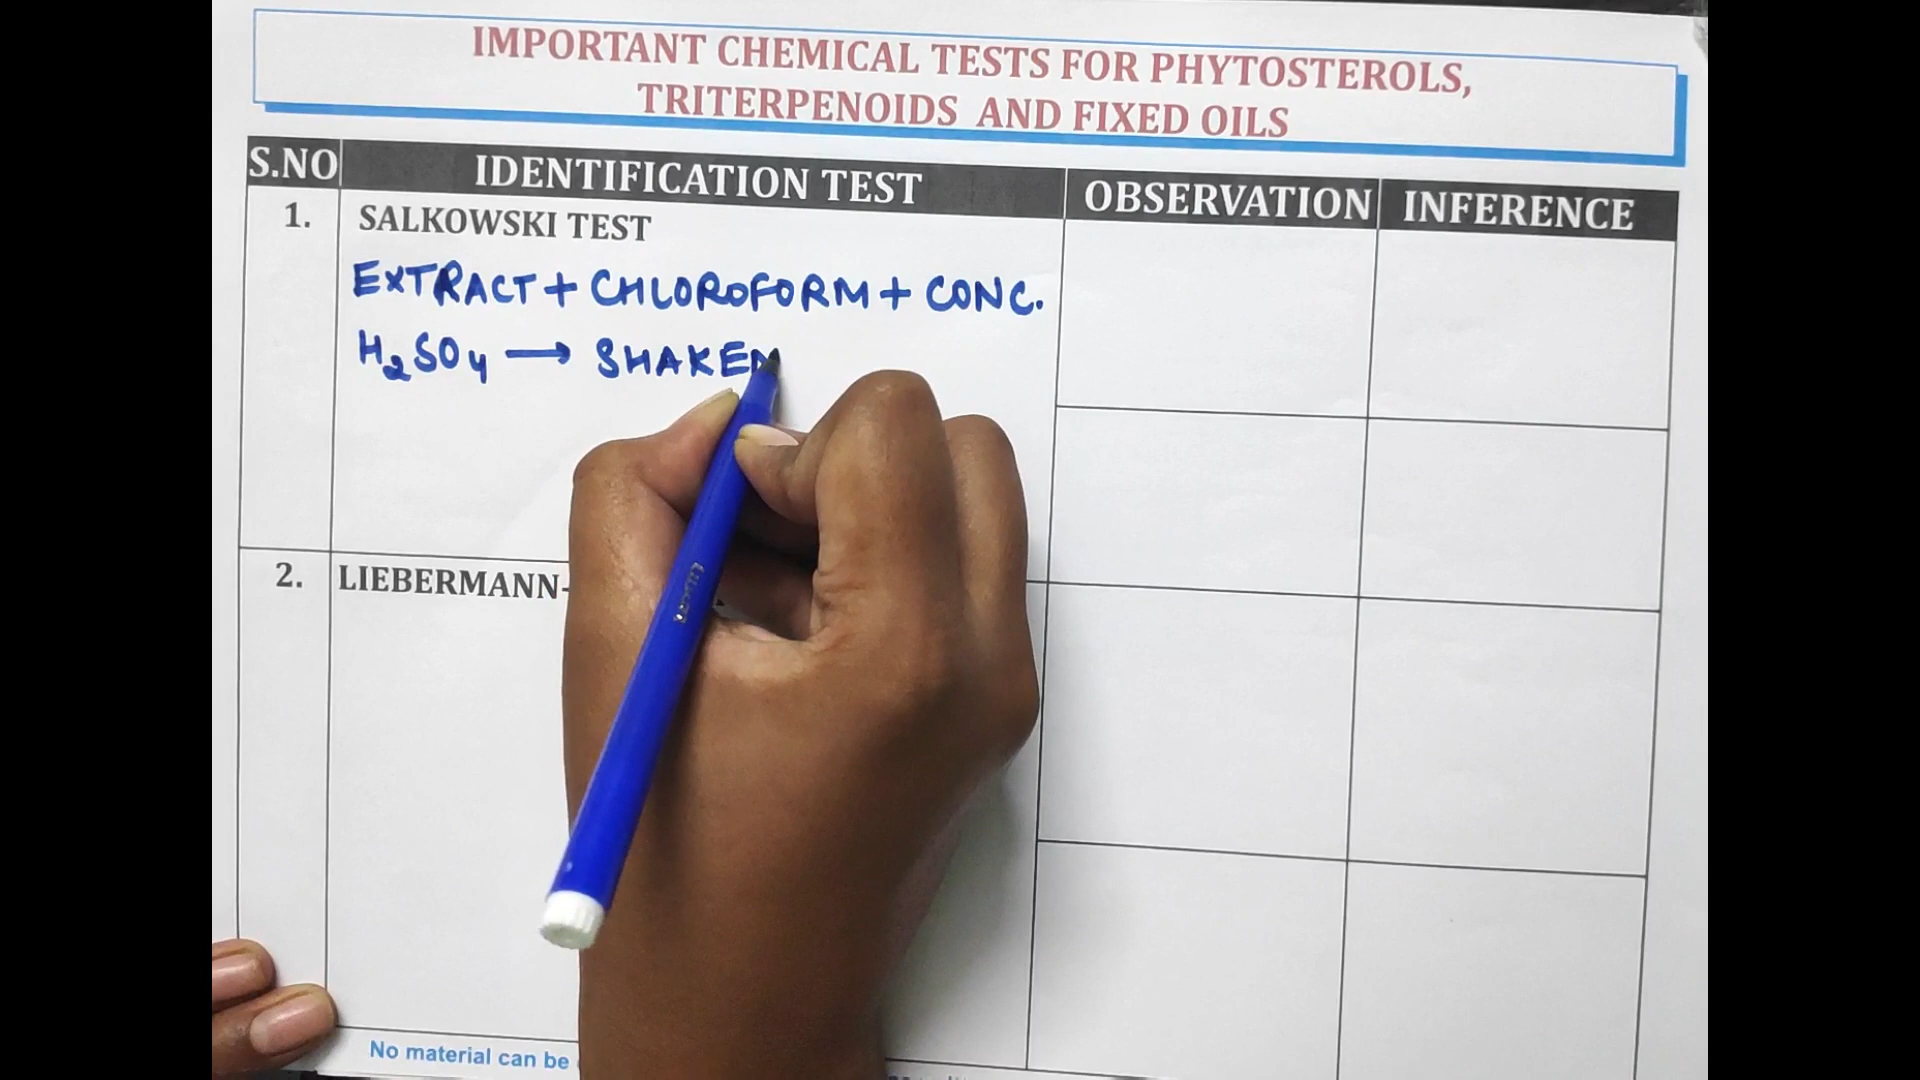 IMPORTANT CHEMICAL TESTS FOR PHYTOSTEROLS,
TRITERPENOIDS AND FIXED OILS
S.NO IDENTIFICATION TEST OBSERVATION INFERENCE
1. SALKOWSKI TEST
EXTRACT + CHLOROFORM + CONC.
H₂SO₄ → SHAKEN
2. LIEBERMANN-
No material can be